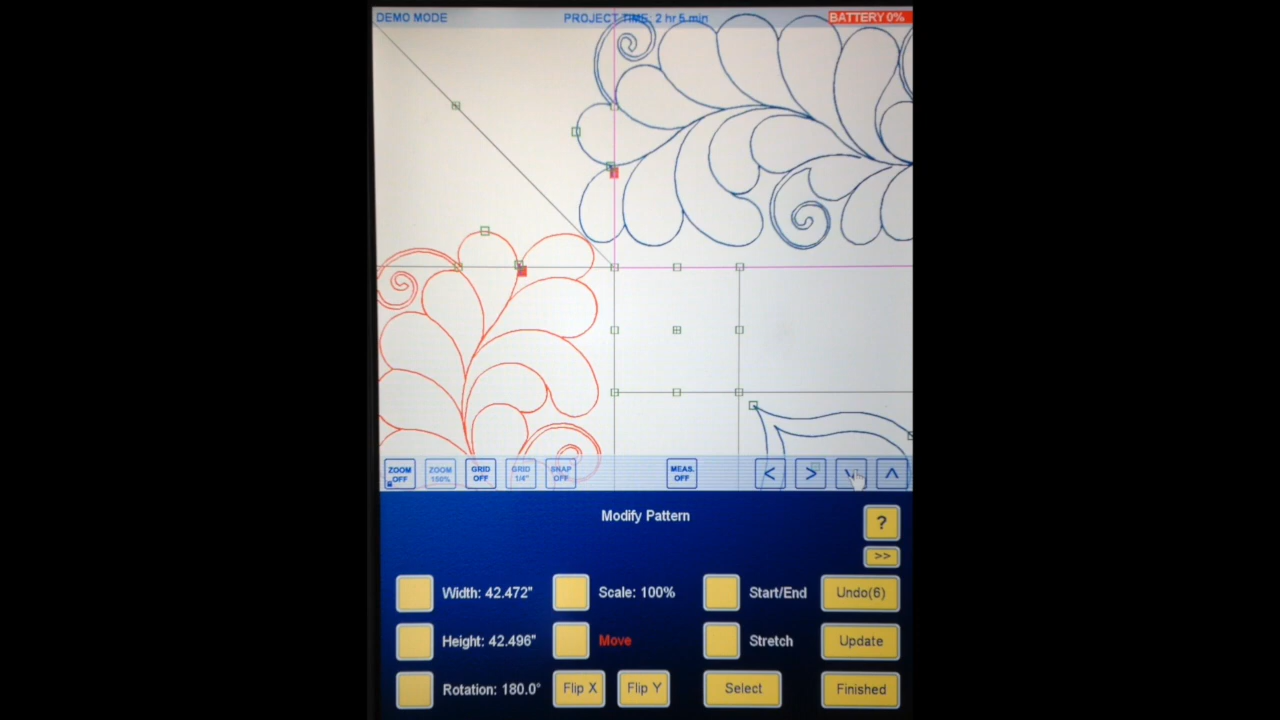 DEMO MODE PROJECT TIME: 2 hr 5 min BATTERY 0%
ZOOM OFF
ZOOM 150%
GRID OFF
GRID 1/4"
SNAP OFF
MEAS. OFF
< > V ^
Modify Pattern
?
>>
Width: 42.472" Scale: 100% Start/End Undo(6)
Height: 42.496" Move Stretch Update
Rotation: 180.0° Flip X Flip Y Select Finished